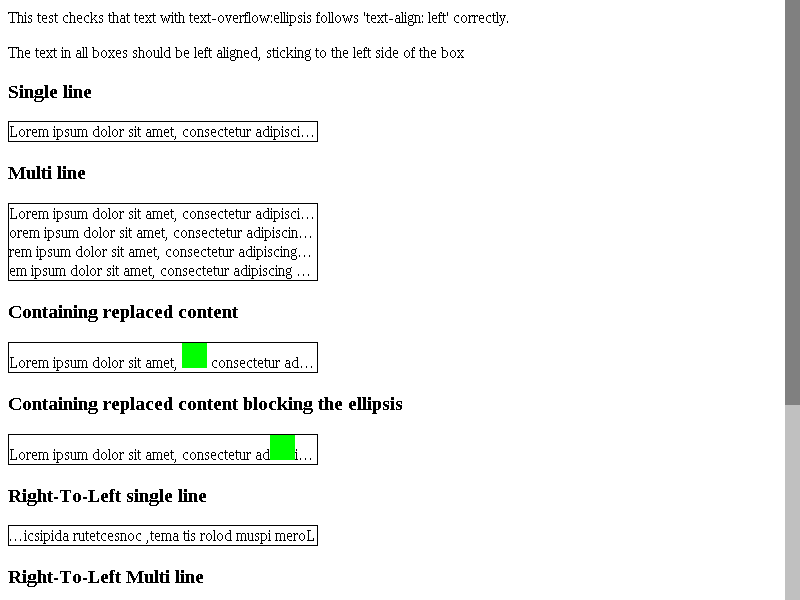 This test checks that text with text-overflow:ellipsis follows 'text-align: left' correctly.
The text in all boxes should be left aligned, sticking to the left side of the box
Single line
Lorem ipsum dolor sit amet, consectetur adipisci…
Multi line
Lorem ipsum dolor sit amet, consectetur adipisci…
orem ipsum dolor sit amet, consectetur adipiscin…
rem ipsum dolor sit amet, consectetur adipiscing…
em ipsum dolor sit amet, consectetur adipiscing …
Containing replaced content
Lorem ipsum dolor sit amet, consectetur ad…
Containing replaced content blocking the ellipsis
Lorem ipsum dolor sit amet, consectetur ad i…
Right-To-Left single line
…icsipida rutetcesnoc ,tema tis rolod muspi meroL
Right-To-Left Multi line